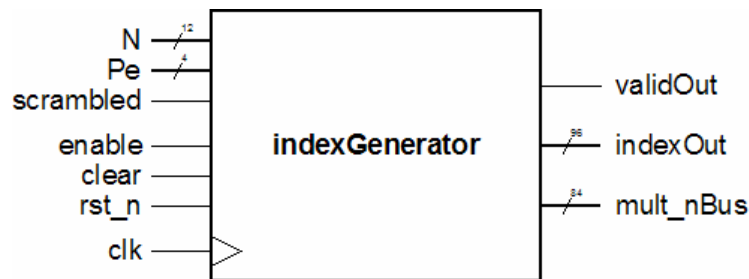 N 12
Pe 4
scrambled
enable
clear
rst_n
clk
indexGenerator
validOut
96 indexOut
84 mult_nBus